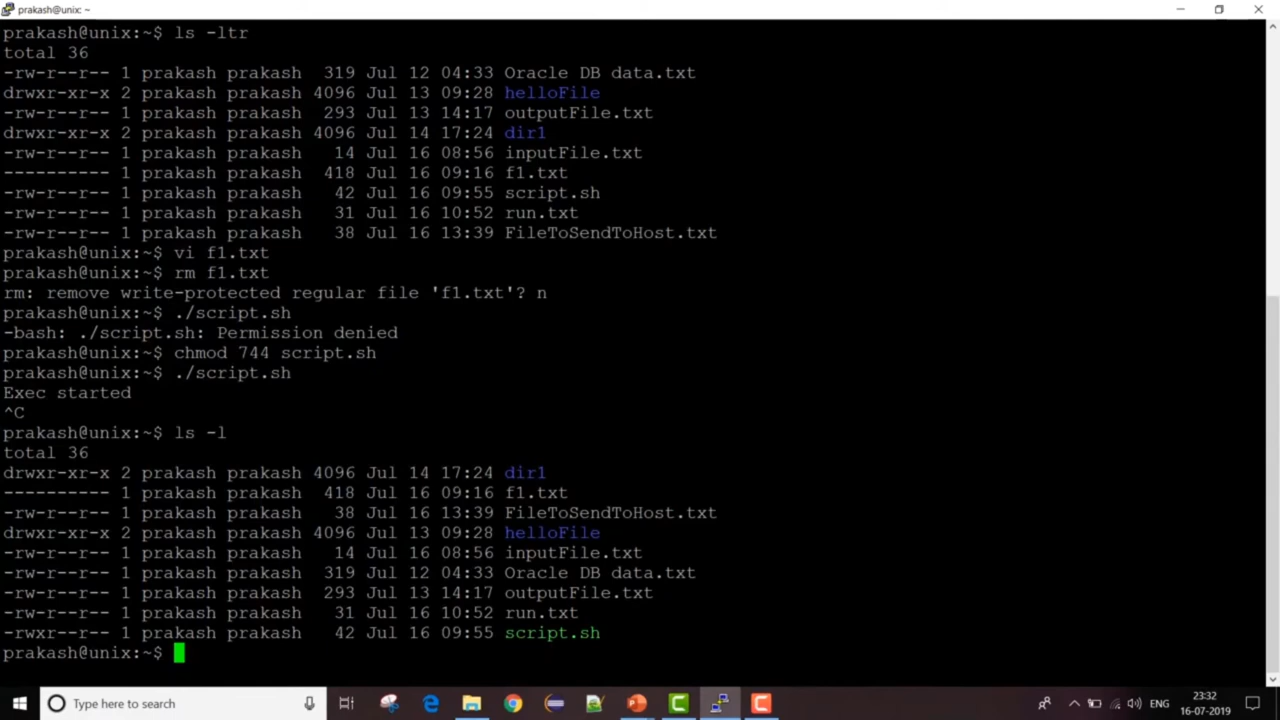 prakash@unix: ~
prakash@unix:~$ ls -ltr
total 36
-rw-r--r-- 1 prakash prakash  319 Jul 12 04:33 Oracle DB data.txt
drwxr-xr-x 2 prakash prakash 4096 Jul 13 09:28 helloFile
-rw-r--r-- 1 prakash prakash  293 Jul 13 14:17 outputFile.txt
drwxr-xr-x 2 prakash prakash 4096 Jul 14 17:24 dir1
-rw-r--r-- 1 prakash prakash   14 Jul 16 08:56 inputFile.txt
---------- 1 prakash prakash  418 Jul 16 09:16 f1.txt
-rw-r--r-- 1 prakash prakash   42 Jul 16 09:55 script.sh
-rw-r--r-- 1 prakash prakash   31 Jul 16 10:52 run.txt
-rw-r--r-- 1 prakash prakash   38 Jul 16 13:39 FileToSendToHost.txt
prakash@unix:~$ vi f1.txt
prakash@unix:~$ rm f1.txt
rm: remove write-protected regular file 'f1.txt'? n
prakash@unix:~$ ./script.sh
-bash: ./script.sh: Permission denied
prakash@unix:~$ chmod 744 script.sh
prakash@unix:~$ ./script.sh
Exec started
^C
prakash@unix:~$ ls -l
total 36
drwxr-xr-x 2 prakash prakash 4096 Jul 14 17:24 dir1
---------- 1 prakash prakash  418 Jul 16 09:16 f1.txt
-rw-r--r-- 1 prakash prakash   38 Jul 16 13:39 FileToSendToHost.txt
drwxr-xr-x 2 prakash prakash 4096 Jul 13 09:28 helloFile
-rw-r--r-- 1 prakash prakash   14 Jul 16 08:56 inputFile.txt
-rw-r--r-- 1 prakash prakash  319 Jul 12 04:33 Oracle DB data.txt
-rw-r--r-- 1 prakash prakash  293 Jul 13 14:17 outputFile.txt
-rw-r--r-- 1 prakash prakash   31 Jul 16 10:52 run.txt
-rwxr--r-- 1 prakash prakash   42 Jul 16 09:55 script.sh
prakash@unix:~$
Type here to search
ENG
23:32
16-07-2019